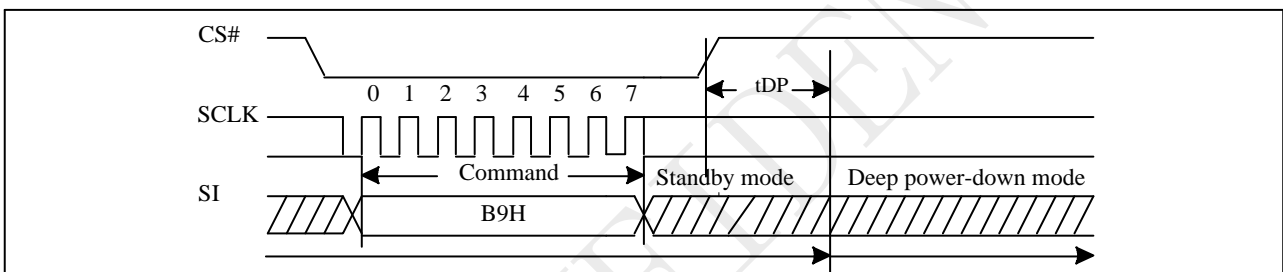 CS#
tDP
0 1 2 3 4 5 6 7
SCLK
Command
Standby mode
Deep power-down mode
SI
B9H